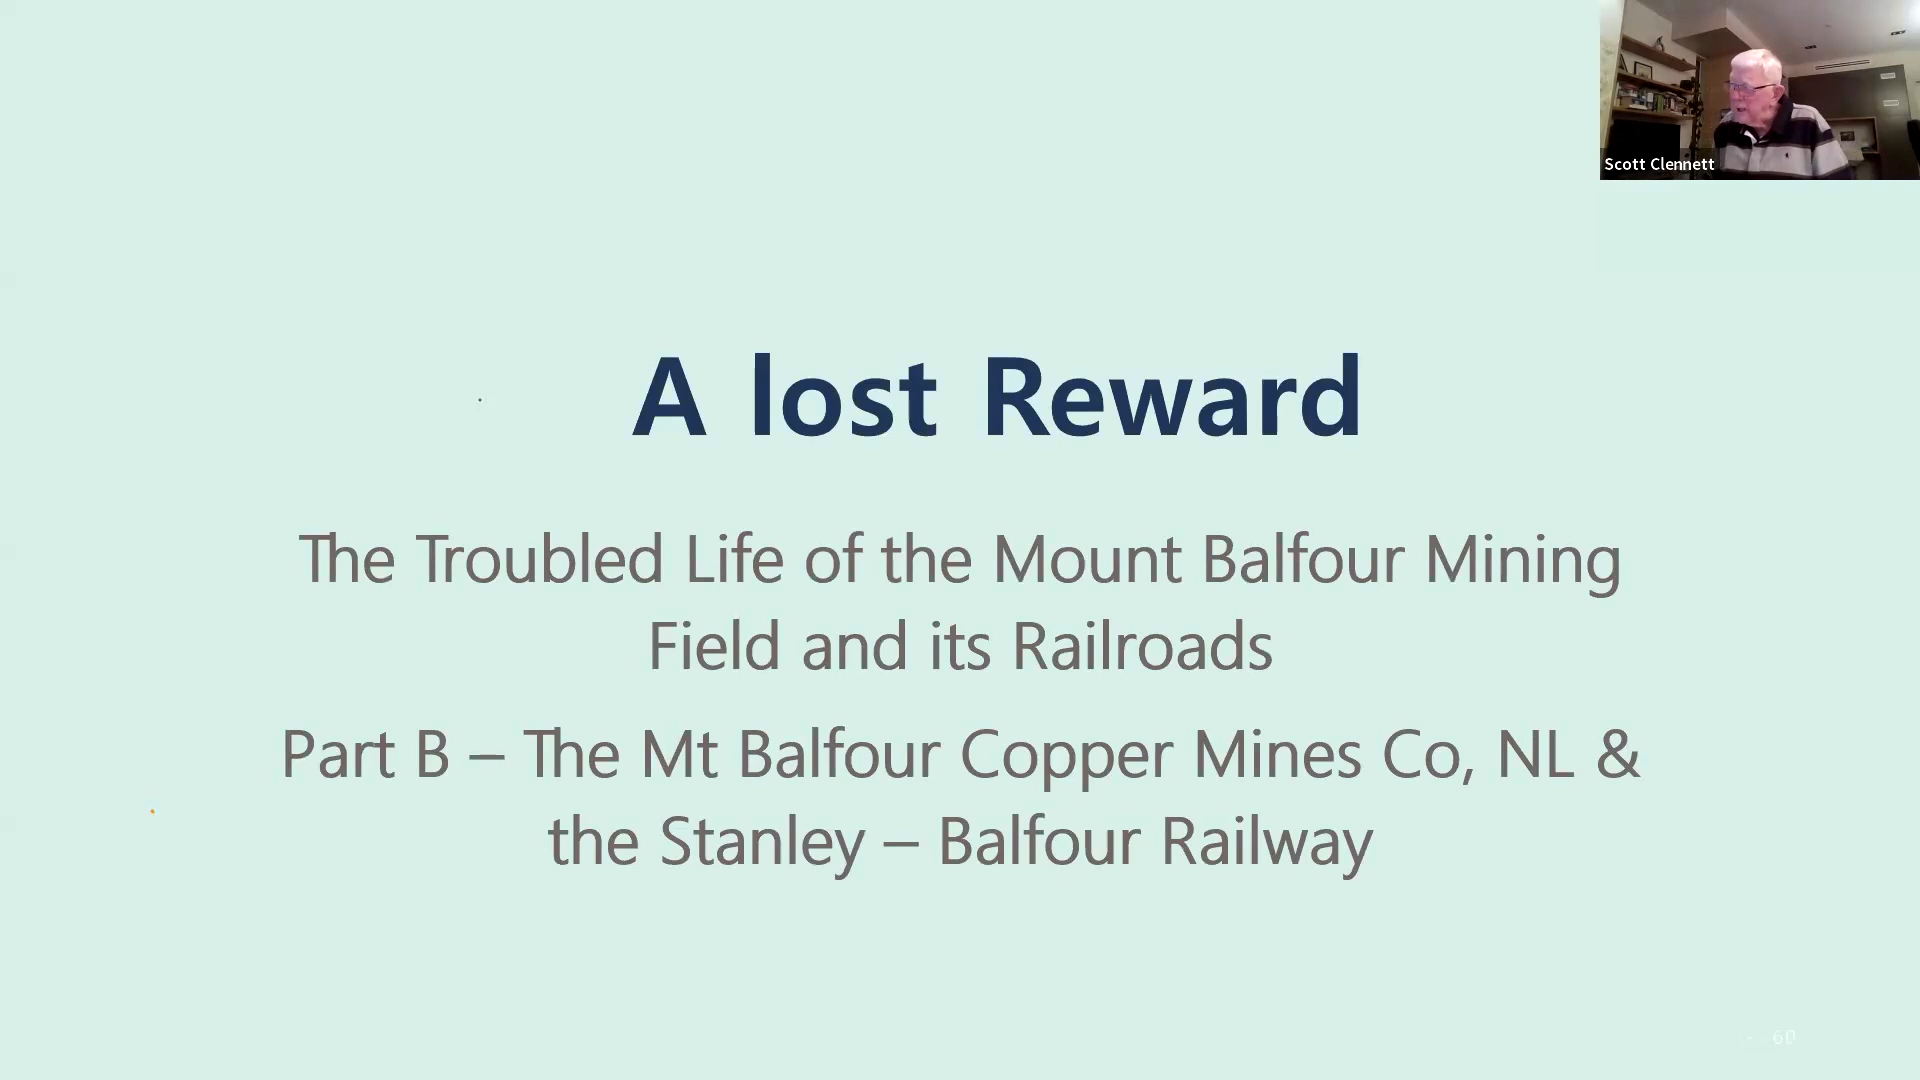 Scott Clennett
A lost Reward
The Troubled Life of the Mount Balfour Mining
Field and its Railroads
Part B – The Mt Balfour Copper Mines Co, NL &
the Stanley – Balfour Railway
60